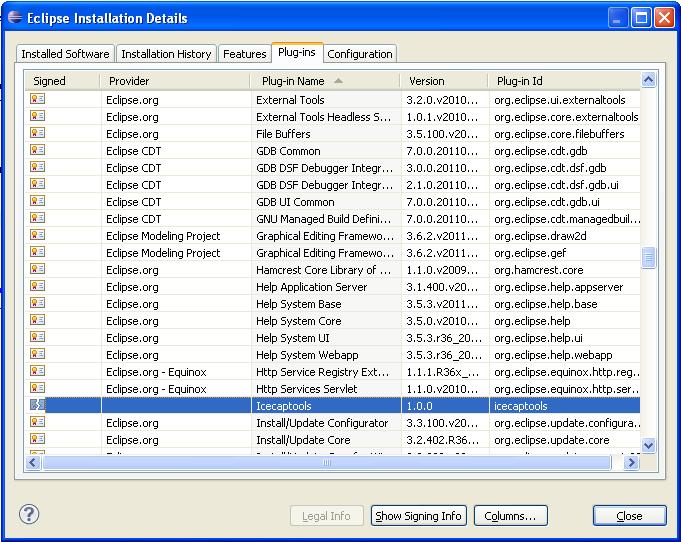 Eclipse Installation Details
Installed Software Installation History Features Plug-ins Configuration
Signed Provider Plug-in Name Version Plug-in Id
Eclipse.org External Tools 3.2.0.v2010... org.eclipse.ui.externaltools
Eclipse.org External Tools Headless S... 1.0.1.v2010... org.eclipse.core.externaltools
Eclipse.org File Buffers 3.5.100.v20... org.eclipse.core.filebuffers
Eclipse CDT GDB Common 7.0.0.20110... org.eclipse.cdt.gdb
Eclipse CDT GDB DSF Debugger Integr... 3.0.0.20110... org.eclipse.cdt.dsf.gdb
Eclipse CDT GDB DSF Debugger Integr... 2.1.0.20110... org.eclipse.cdt.dsf.gdb.ui
Eclipse CDT GDB UI Common 7.0.0.20110... org.eclipse.cdt.gdb.ui
Eclipse CDT GNU Managed Build Defini... 7.0.0.20110... org.eclipse.cdt.managedbuil...
Eclipse Modeling Project Graphical Editing Framewo... 3.6.2.v2011... org.eclipse.draw2d
Eclipse Modeling Project Graphical Editing Framewo... 3.6.2.v2011... org.eclipse.gef
Eclipse.org Hamcrest Core Library of ... 1.1.0.v2009... org.hamcrest.core
Eclipse.org Help Application Server 3.1.400.v20... org.eclipse.help.appserver
Eclipse.org Help System Base 3.5.3.v2011... org.eclipse.help.base
Eclipse.org Help System Core 3.5.0.v2010... org.eclipse.help
Eclipse.org Help System UI 3.5.3.r36_20... org.eclipse.help.ui
Eclipse.org Help System Webapp 3.5.3.r36_20... org.eclipse.help.webapp
Eclipse.org - Equinox Http Service Registry Ext... 1.1.1.R36x_... org.eclipse.equinox.http.reg...
Eclipse.org - Equinox Http Services Servlet 1.1.0.v2010... org.eclipse.equinox.http.ser...
Icecaptools 1.0.0 icecaptools
Eclipse.org Install/Update Configurator 3.3.100.v20... org.eclipse.update.configura...
Eclipse.org Install/Update Core 3.2.402.R36... org.eclipse.update.core
Legal Info Show Signing Info Columns... Close